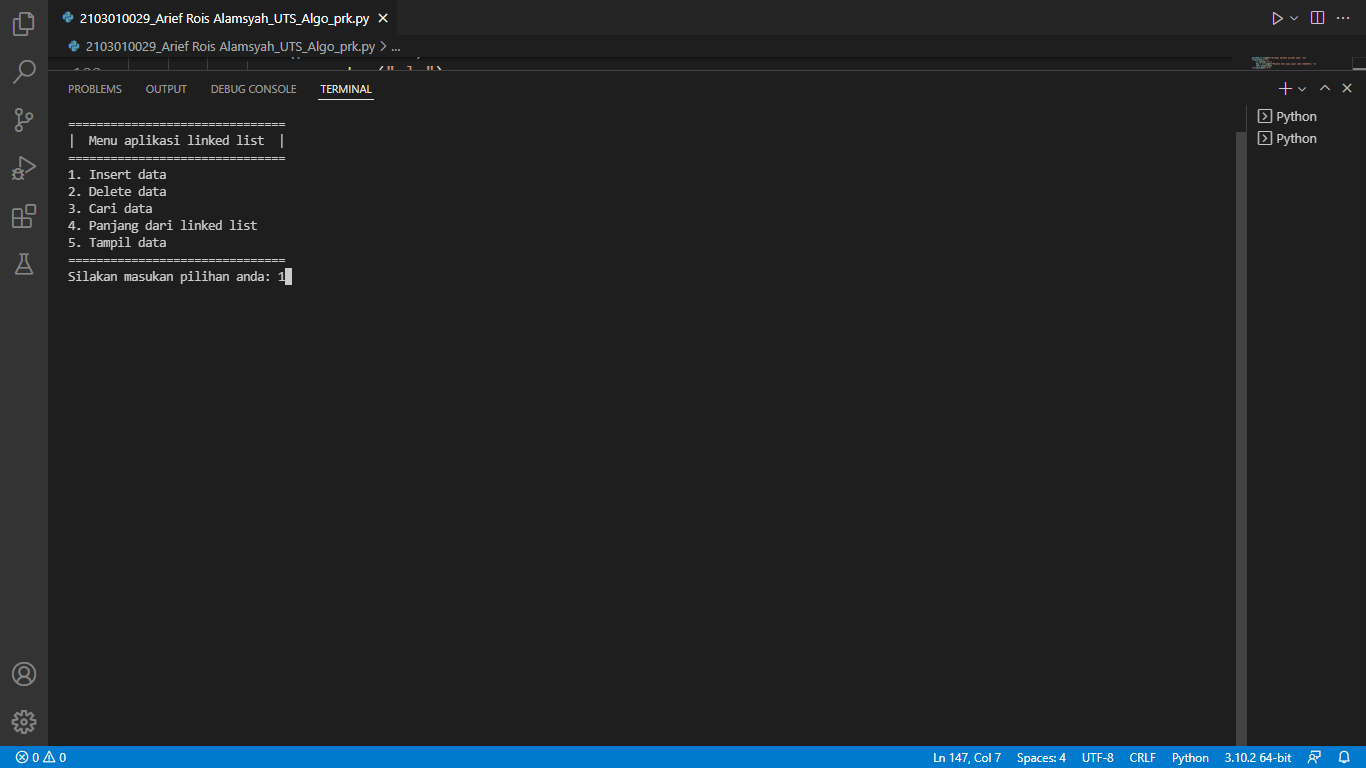 2103010029_Arief Rois Alamsyah_UTS_Algo_prk.py
2103010029_Arief Rois Alamsyah_UTS_Algo_prk.py > ...
PROBLEMS OUTPUT DEBUG CONSOLE TERMINAL
===============================
| Menu aplikasi linked list |
===============================
1. Insert data
2. Delete data
3. Cari data
4. Panjang dari linked list
5. Tampil data
===============================
Silakan masukan pilihan anda: 1
Python
Python
0 0 Ln 147, Col 7 Spaces: 4 UTF-8 CRLF Python 3.10.2 64-bit